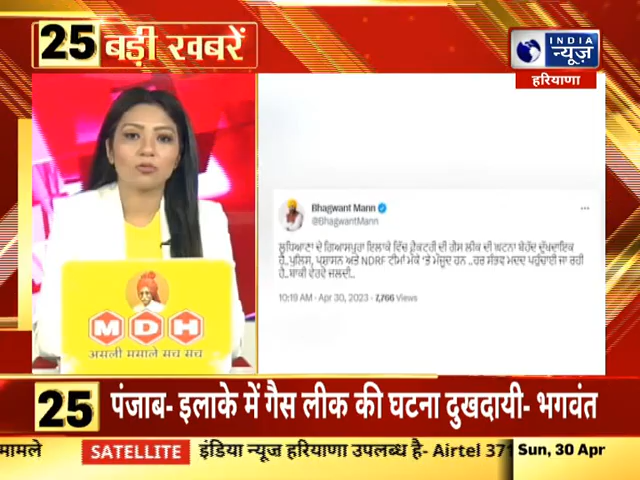 25 बड़ी खबरें
INDIA
न्यूज़
हरियाणा
Bhagwant Mann
@BhagwantMann
ਲੁਧਿਆਣਾ ਦੇ ਗਿਆਸਪੁਰਾ ਇਲਾਕੇ ਵਿੱਚ ਫ਼ੈਕਟਰੀ ਦੀ ਗੈਸ ਲੀਕ ਦੀ ਘਟਨਾ ਬੇਹੱਦ ਦੁੱਖਦਾਇਕ
ਹੈ..ਪੁਲਿਸ, ਪ੍ਰਸ਼ਾਸਨ ਅਤੇ NDRF ਟੀਮਾਂ ਮੌਕੇ 'ਤੇ ਮੌਜੂਦ ਹਨ ..ਹਰ ਸੰਭਵ ਮਦਦ ਪਹੁੰਚਾਈ ਜਾ ਰਹੀ
ਹੈ..ਬਾਕੀ ਵੇਰਵੇ ਜਲਦੀ..
10:19 AM · Apr 30, 2023 · 7,766 Views
MDH
असली मसाले सच सच
25 पंजाब- इलाके में गैस लीक की घटना दुखदायी- भगवंत
मामले SATELLITE इंडिया न्यूज़ हरियाणा उपलब्ध है- Airtel 371 Sun, 30 Apr